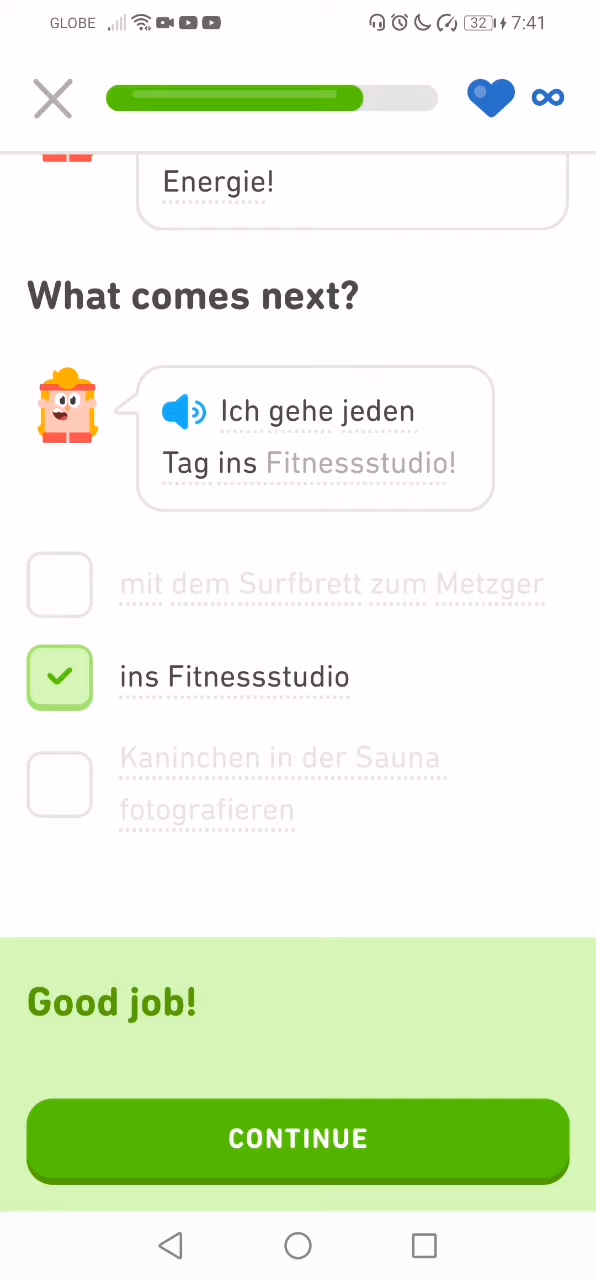 GLOBE 32 7:41
Energie!
What comes next?
Ich gehe jeden
Tag ins Fitnessstudio!
mit dem Surfbrett zum Metzger
ins Fitnessstudio
Kaninchen in der Sauna
fotografieren
Good job!
CONTINUE